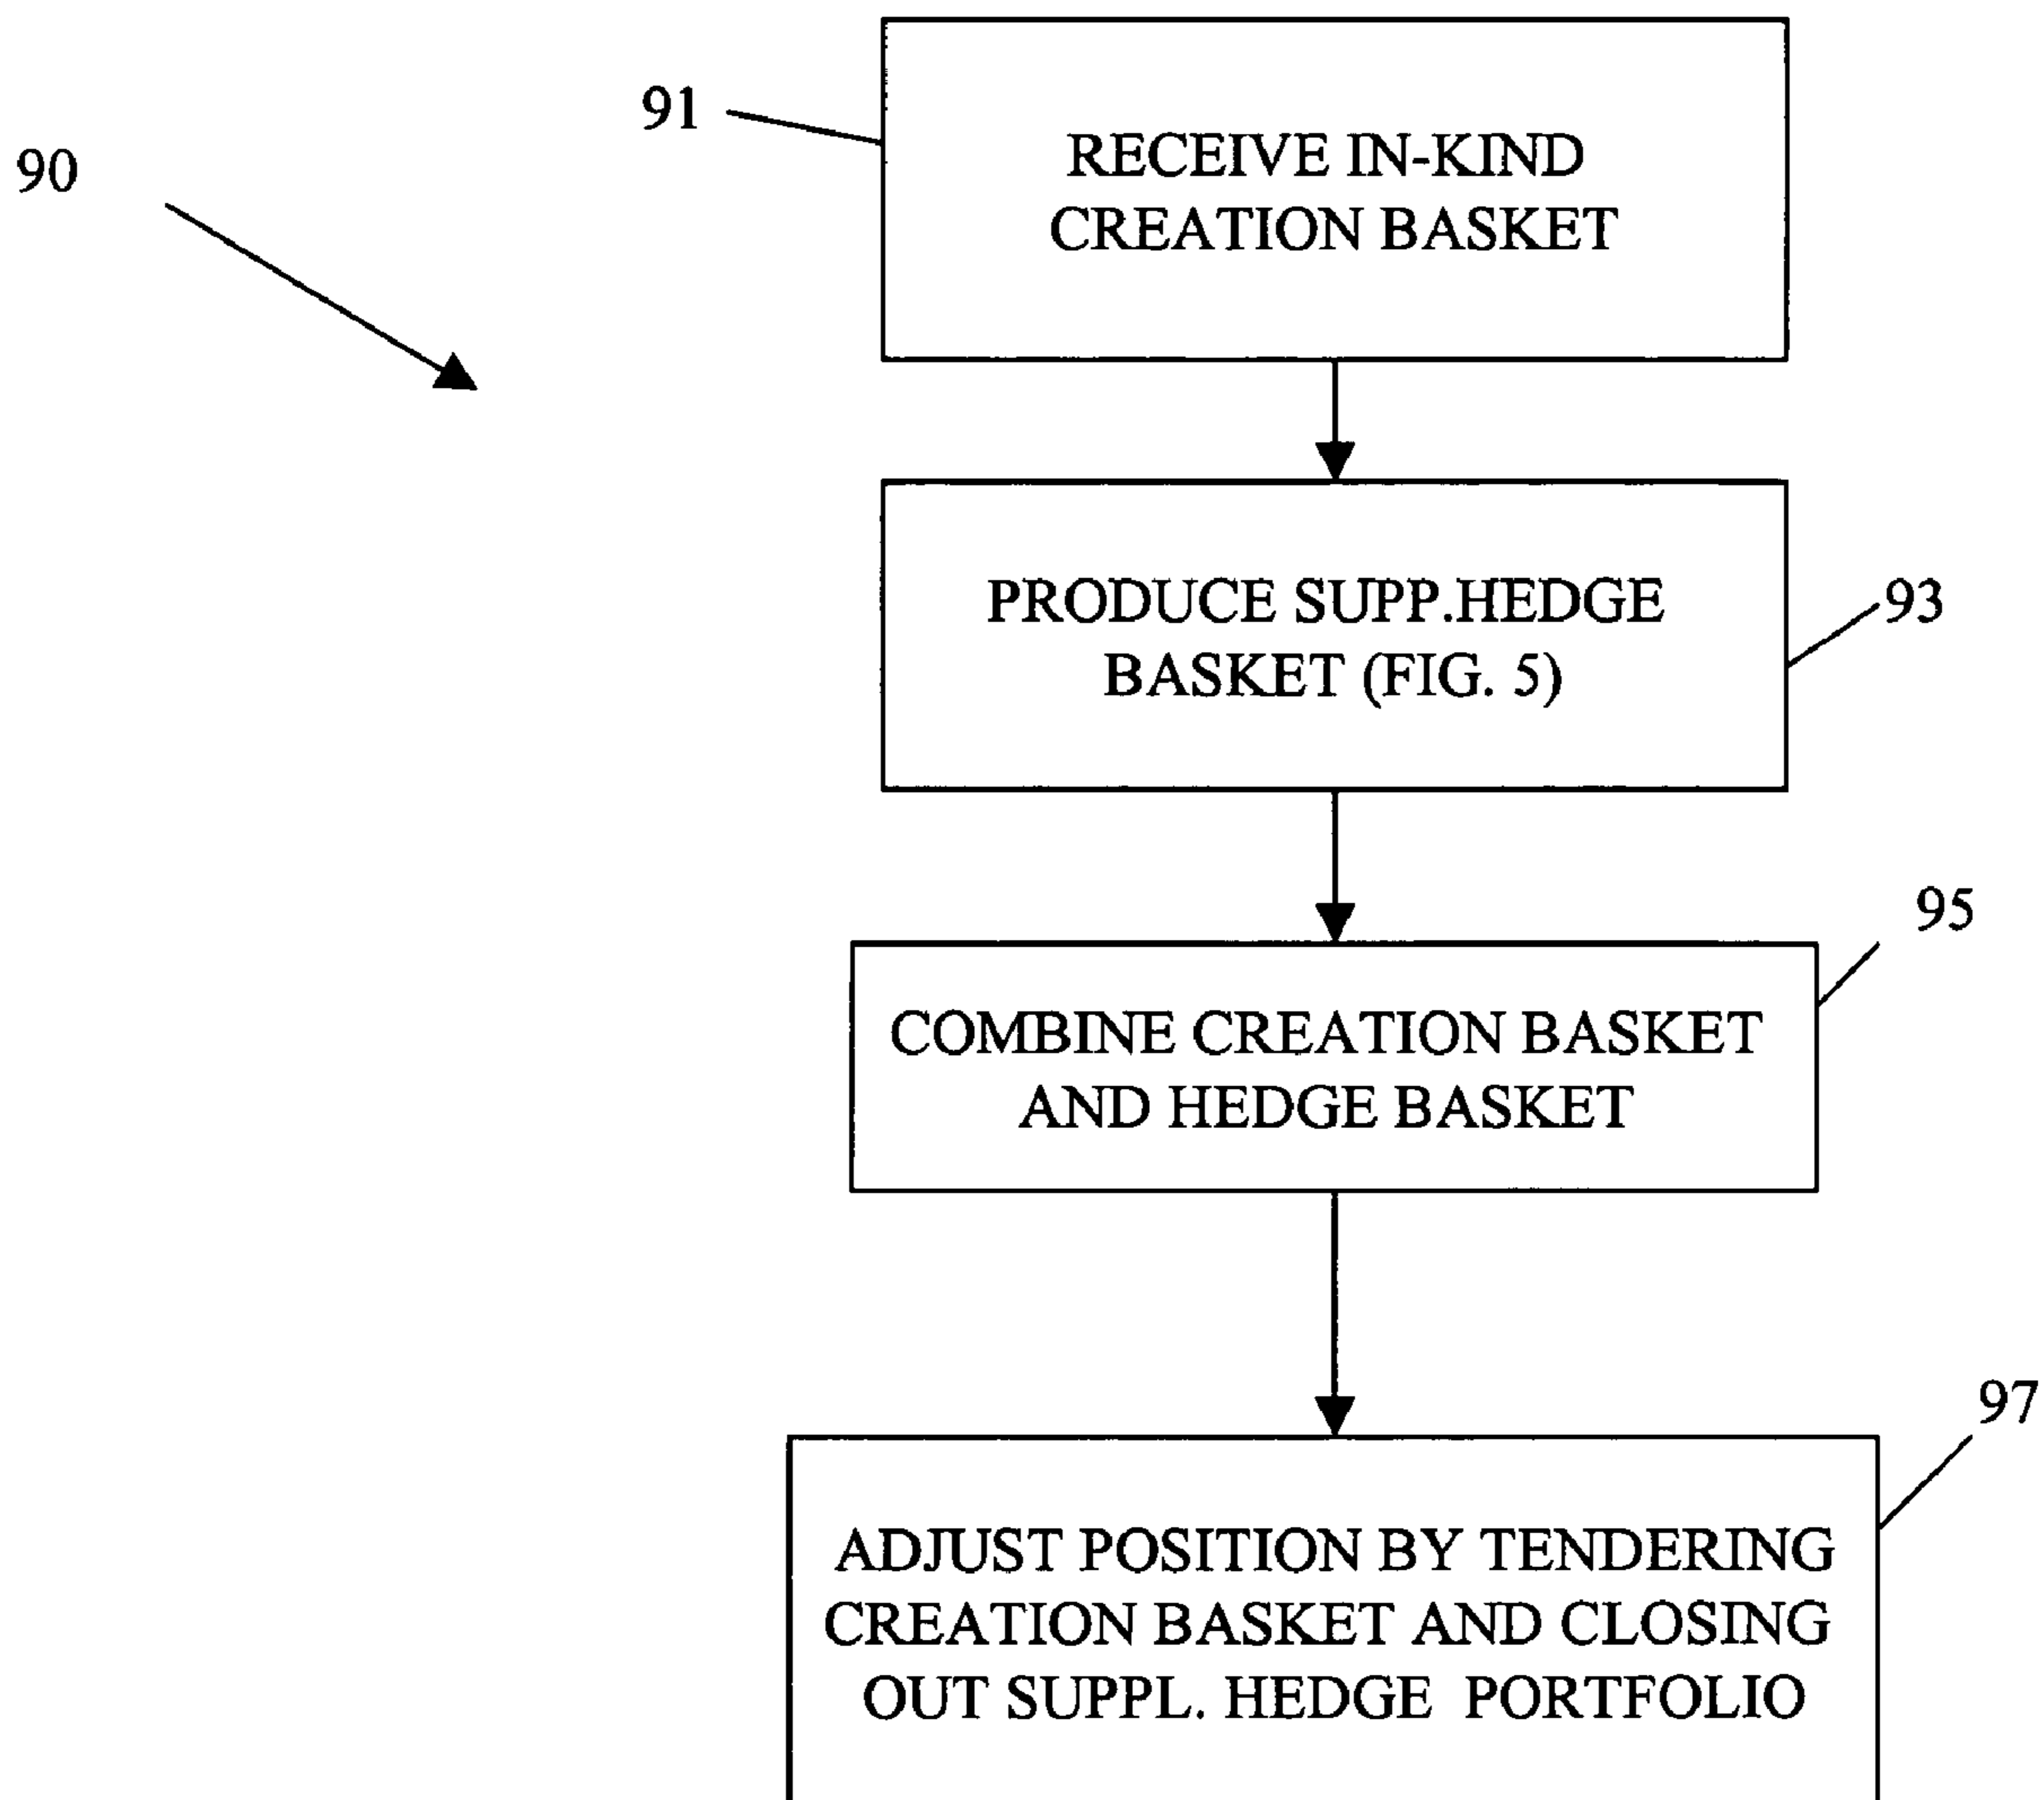 90
91
RECEIVE IN-KIND
CREATION BASKET
PRODUCE SUPP.HEDGE
BASKET (FIG. 5)
93
95
COMBINE CREATION BASKET
AND HEDGE BASKET
97
ADJUST POSITION BY TENDERING
CREATION BASKET AND CLOSING
OUT SUPPL. HEDGE PORTFOLIO